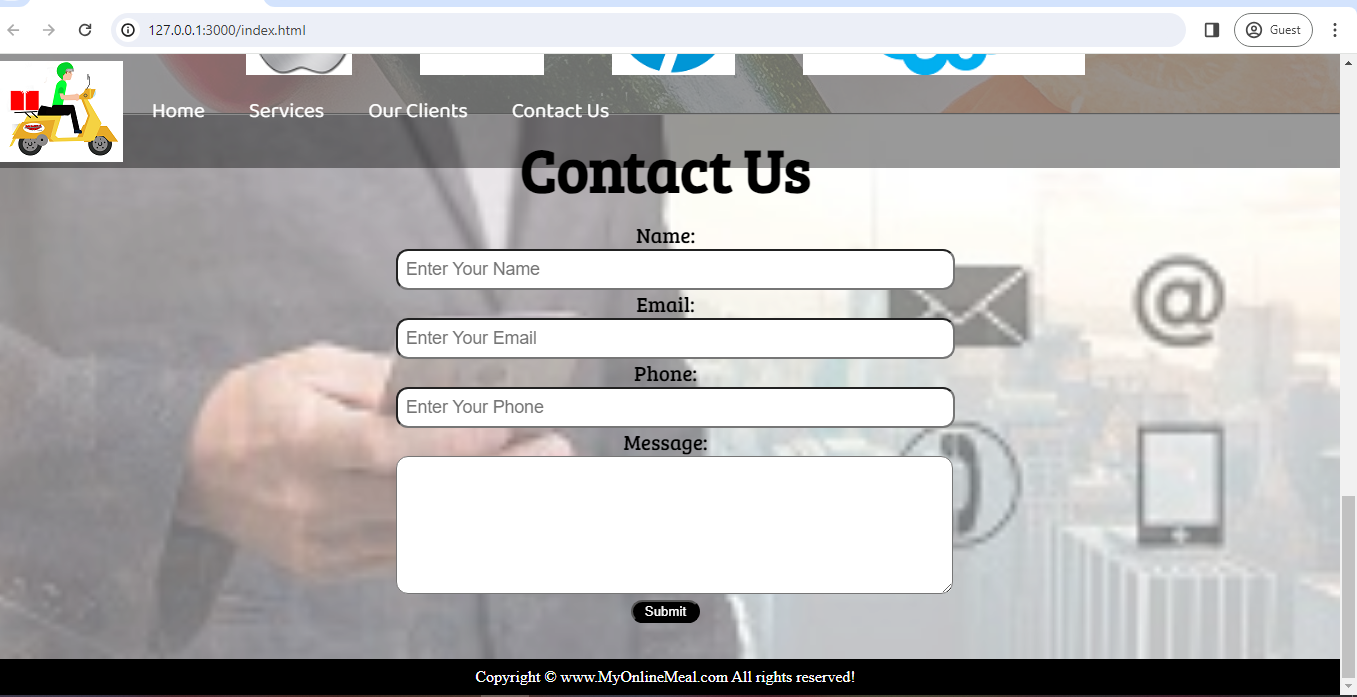 127.0.0.1:3000/index.html
Guest
Home Services Our Clients Contact Us
Contact Us
Name:
Enter Your Name
Email:
Enter Your Email
Phone:
Enter Your Phone
Message:
Submit
Copyright © www.MyOnlineMeal.com All rights reserved!